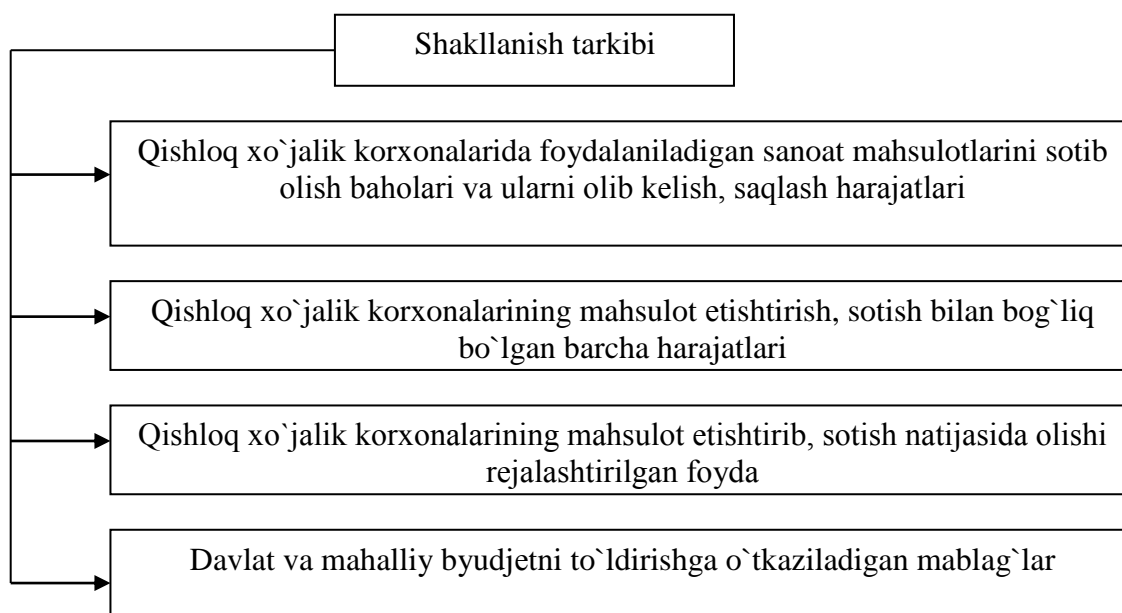 Shakllanish tarkibi
Qishloq xo`jalik korxonalarida foydalaniladigan sanoat mahsulotlarini sotib
olish baholari va ularni olib kelish, saqlash harajatlari
Qishloq xo`jalik korxonalarining mahsulot etishtirish, sotish bilan bog`liq
bo`lgan barcha harajatlari
Qishloq xo`jalik korxonalarining mahsulot etishtirib, sotish natijasida olishi
rejalashtirilgan foyda
Davlat va mahalliy byudjetni to`ldirishga o`tkaziladigan mablag`lar